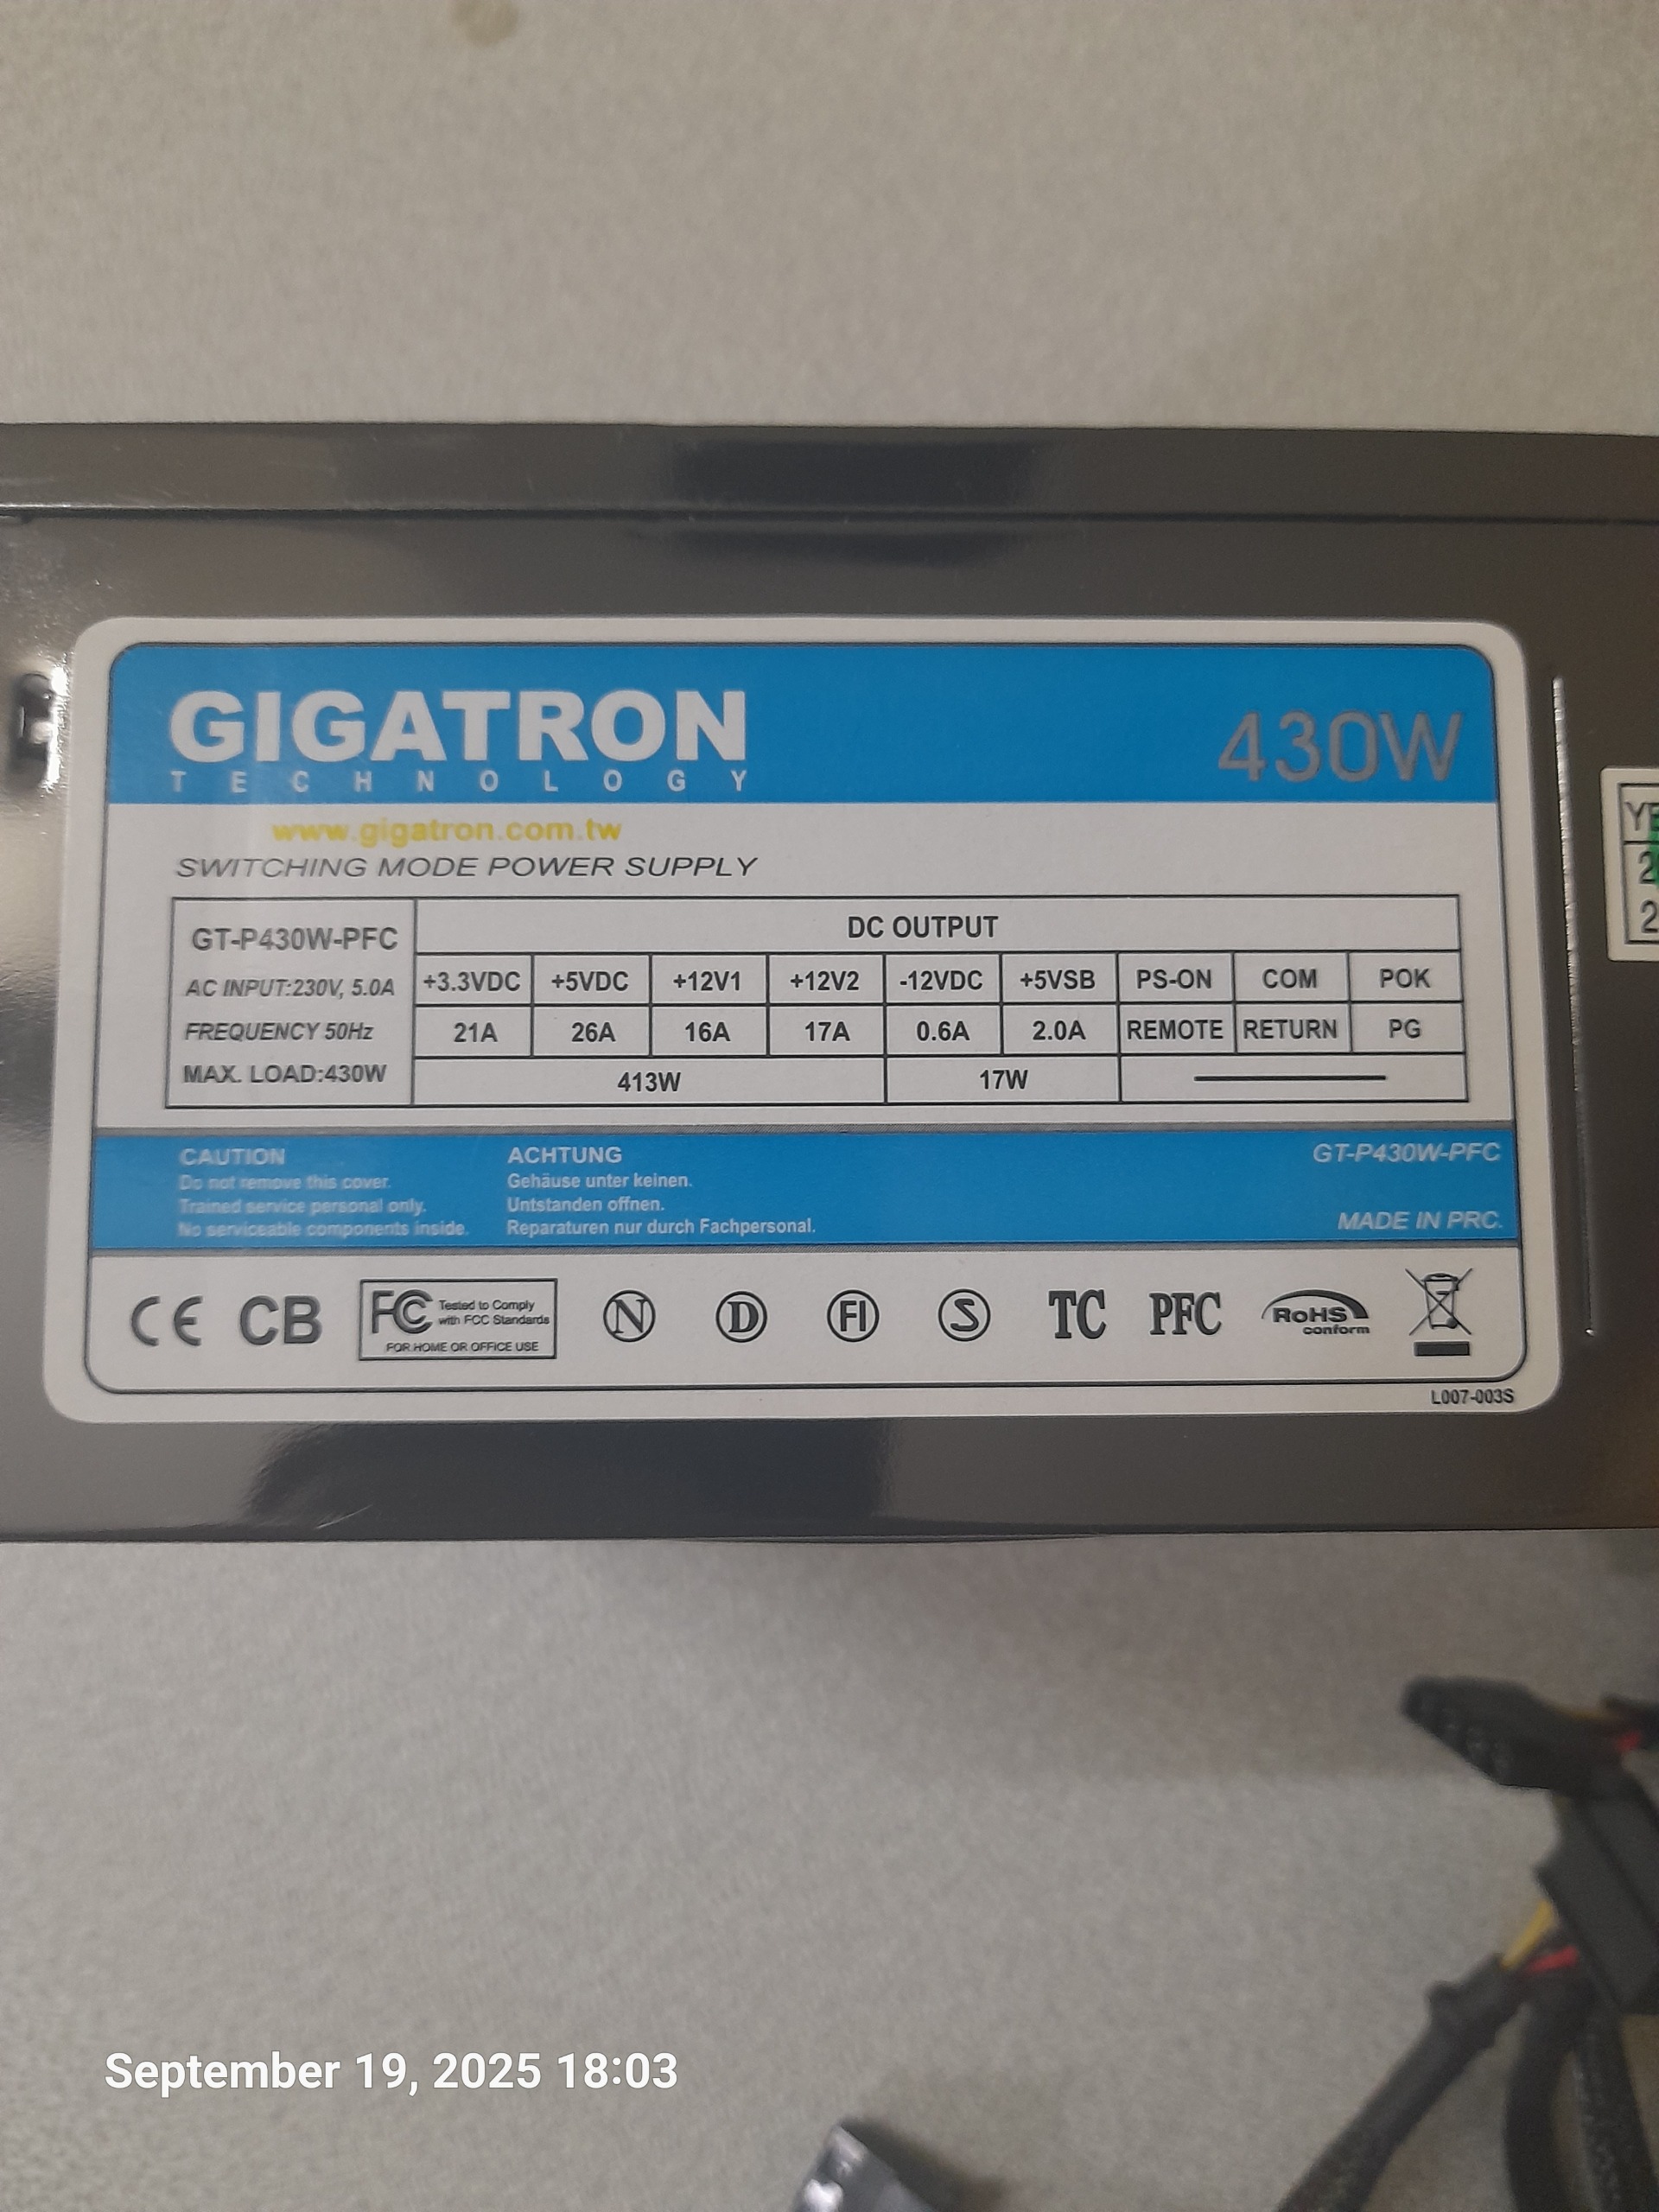 GIGATRON
TECHNOLOGY
430W
www.gigatron.com.tw
SWITCHING MODE POWER SUPPLY
GT-P430W-PFC
AC INPUT:230V, 5.0A
FREQUENCY 50Hz
MAX. LOAD:430W
DC OUTPUT
+3.3VDC +5VDC +12V1 +12V2 -12VDC +5VSB PS-ON COM POK
21A 26A 16A 17A 0.6A 2.0A REMOTE RETURN PG
413W 17W
CAUTION
Do not remove this cover.
Trained service personal only.
No serviceable components inside.
ACHTUNG
Gehäuse unter keinen.
Untstanden offnen.
Reparaturen nur durch Fachpersonal.
GT-P430W-PFC
MADE IN PRC.
CE CB FC Tested to Comply
with FCC Standards
FOR HOME OR OFFICE USE
N D FI S TC PFC RoHS
conform
L007-003S
September 19, 2025 18:03